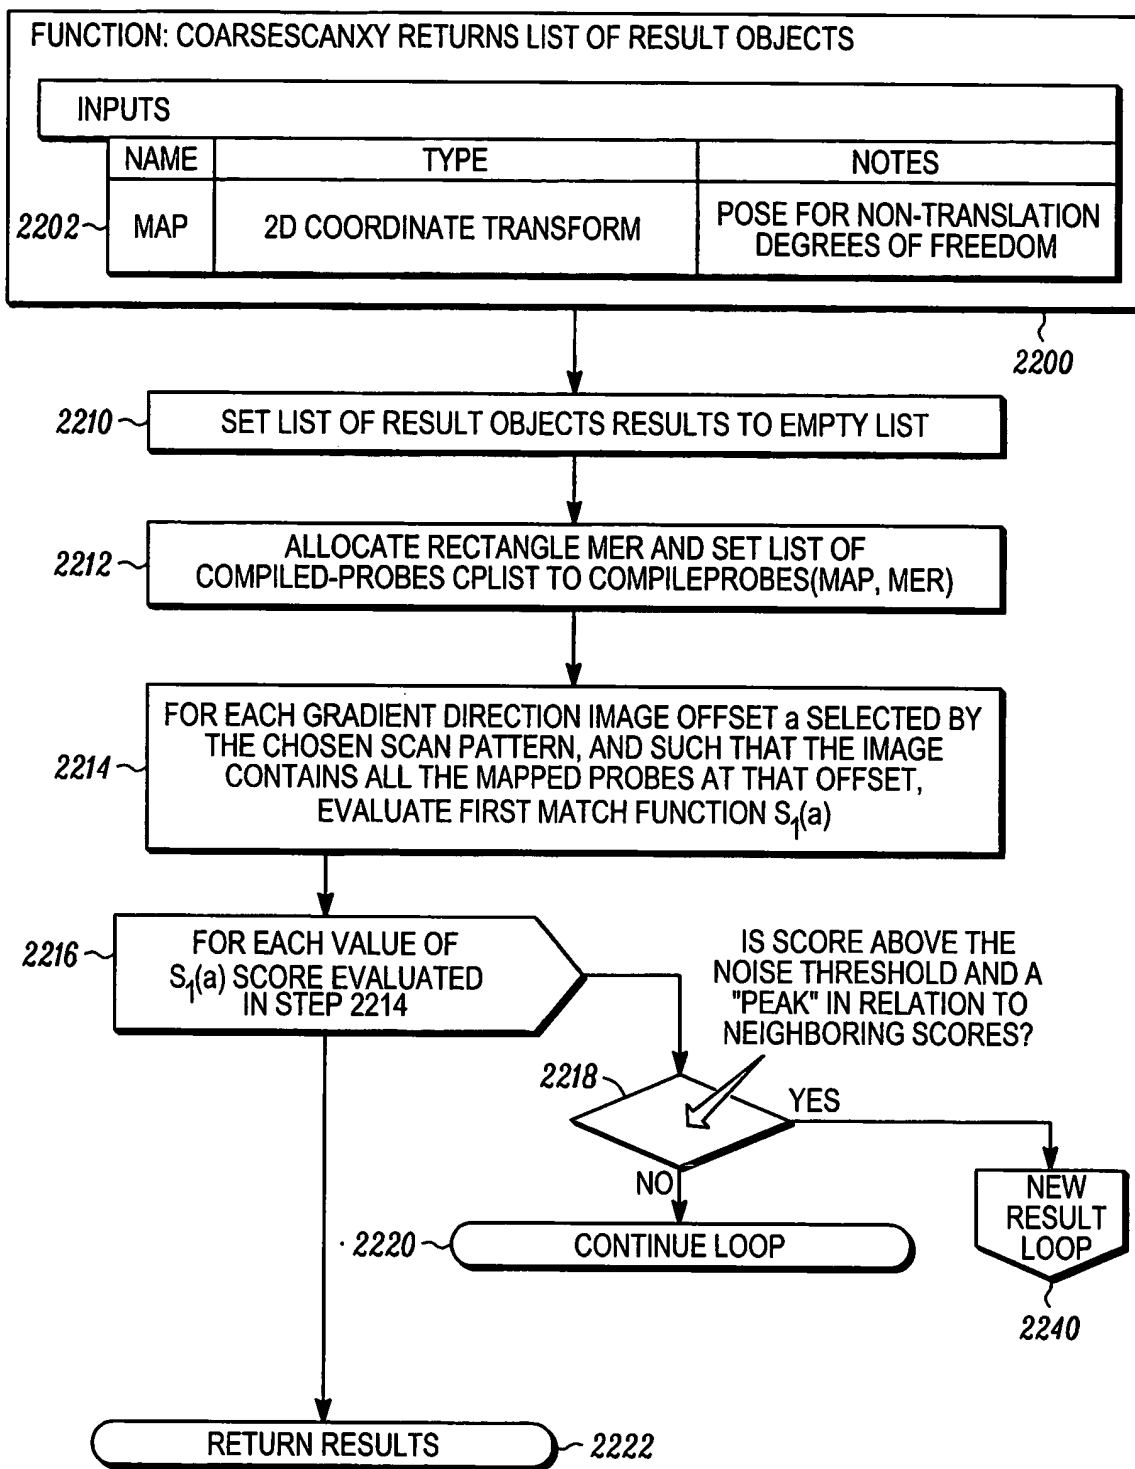 FUNCTION: COARSESCANXY RETURNS LIST OF RESULT OBJECTS
INPUTS
NAME TYPE NOTES
2202 MAP 2D COORDINATE TRANSFORM POSE FOR NON-TRANSLATION
DEGREES OF FREEDOM
2200
2210 SET LIST OF RESULT OBJECTS RESULTS TO EMPTY LIST
ALLOCATE RECTANGLE MER AND SET LIST OF
2212 COMPILED-PROBES CPLIST TO COMPILEPROBES(MAP, MER)
FOR EACH GRADIENT DIRECTION IMAGE OFFSET a SELECTED BY
THE CHOSEN SCAN PATTERN, AND SUCH THAT THE IMAGE
2214 CONTAINS ALL THE MAPPED PROBES AT THAT OFFSET,
EVALUATE FIRST MATCH FUNCTION S1(a)
2216 FOR EACH VALUE OF
S1(a) SCORE EVALUATED
IN STEP 2214
IS SCORE ABOVE THE
NOISE THRESHOLD AND A
"PEAK" IN RELATION TO
NEIGHBORING SCORES?
2218
YES
NO
NEW
RESULT
LOOP
2220 CONTINUE LOOP
2240
RETURN RESULTS 2222